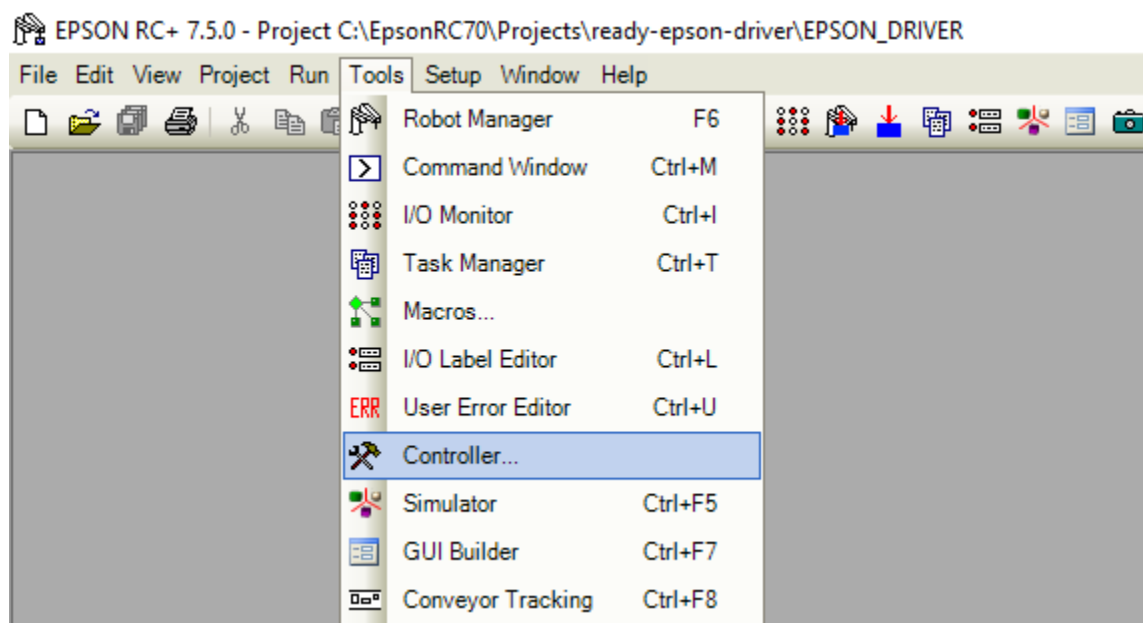 EPSON RC+ 7.5.0 - Project C:\EpsonRC70\Projects\ready-epson-driver\EPSON_DRIVER
File Edit View Project Run Tools Setup Window Help
Robot Manager F6
Command Window Ctrl+M
I/O Monitor Ctrl+I
Task Manager Ctrl+T
Macros...
I/O Label Editor Ctrl+L
ERR User Error Editor Ctrl+U
Controller...
Simulator Ctrl+F5
GUI Builder Ctrl+F7
Conveyor Tracking Ctrl+F8